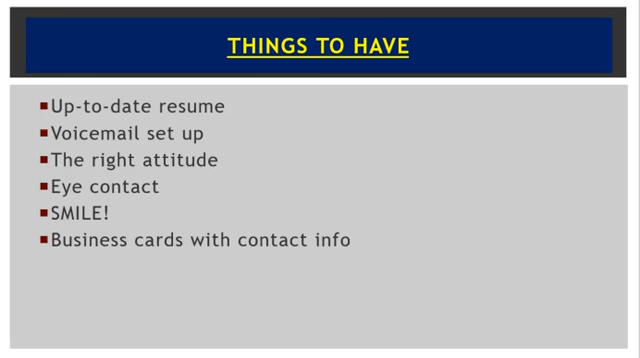 THINGS TO HAVE
Up-to-date resume
Voicemail set up
The right attitude
Eye contact
SMILE!
Business cards with contact info